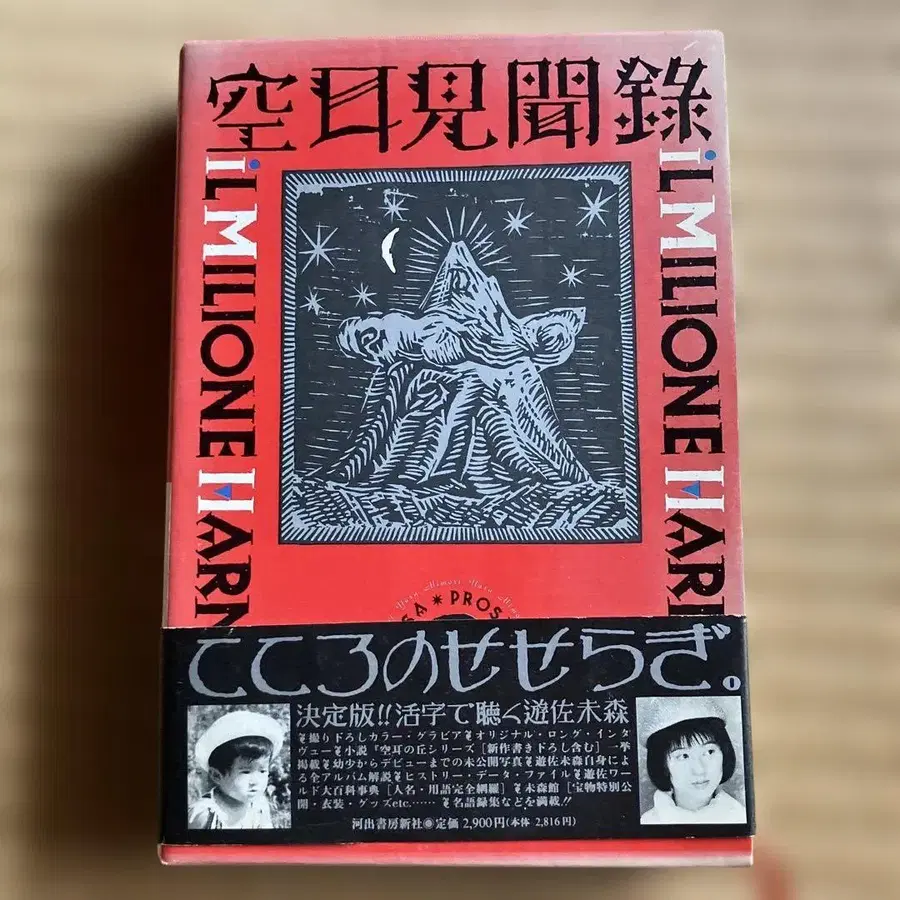 空耳見聞錄
iL MILIONE HARM
iL MILIONE HARM
SA * PROS
こころのせせらぎ。
決定版!!活字で聴く遊佐未森
撮り下ろしカラー・グラビア オリジナル・ロング・インタ
ヴュー 小説『空耳の丘シリーズ[新作書き下ろし含む]一挙
掲載 幼少からデビューまでの未公開写真 遊佐未森自身によ
る全アルバム解説 ヒストリー・データ・ファイル 遊佐ワー
ルド大百科事典[人名・用語完全網羅] 未森館[宝物特別公
開・衣装・グッズetc.…… 名語録集などを満載!!
河出書房新社 定価 2,900円(本体 2,816円)